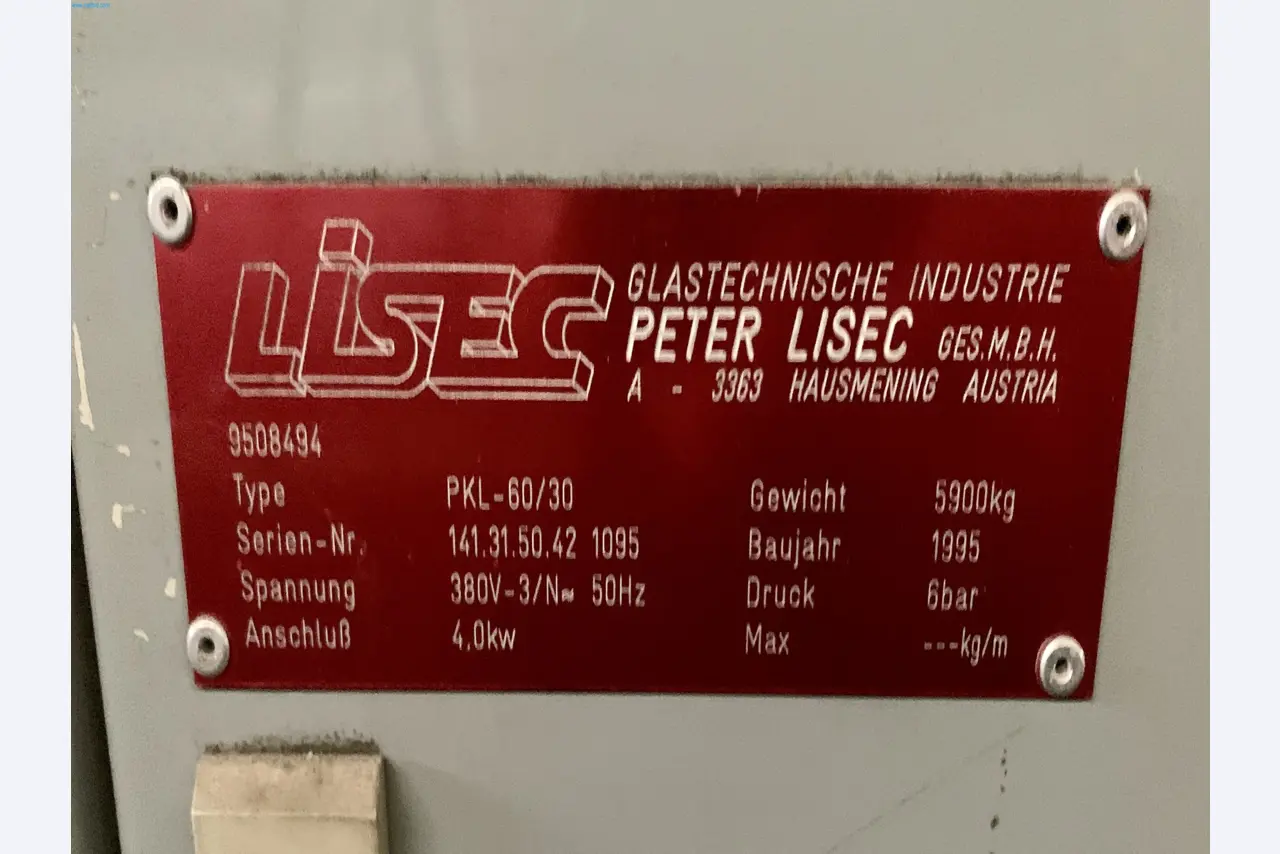 LiSEC
GLASTECHNISCHE INDUSTRIE
PETER LISEC GES.M.B.H.
A - 3363 HAUSMENING AUSTRIA
9508494
Type PKL-60/30 Gewicht 5900kg
Serien-Nr. 141.31.50.42 1095 Baujahr 1995
Spannung 380V-3/N≈ 50Hz Druck 6bar
Anschluß 4,0kw Max ---kg/m